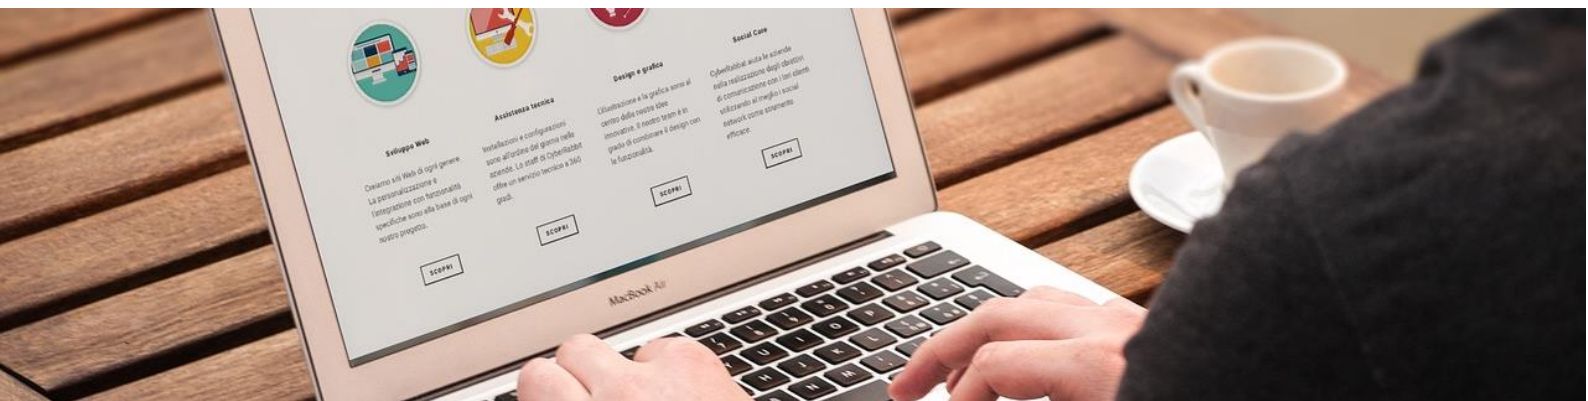 Sviluppo Web
Creiamo siti Web di ogni genere.
La personalizzazione e
l'integrazione con funzionalità
specifiche sono alla base di ogni
nostro progetto.
SCOPRI
Assistenza tecnica
Installazioni e configurazioni
sono all'ordine del giorno nelle
aziende. Lo staff di CyberRabbit
offre un servizio tecnico a 360
gradi.
SCOPRI
Design e grafica
L'illustrazione e la grafica sono al
centro delle nostre idee
innovative. Il nostro team è in
grado di combinare il design con
le funzionalità.
SCOPRI
Social Care
CyberRabbit aiuta le aziende
nella realizzazione degli obiettivi
di comunicazione con i loro clienti
utilizzando al meglio i social
network come strumento
efficace.
SCOPRI
MacBook Air